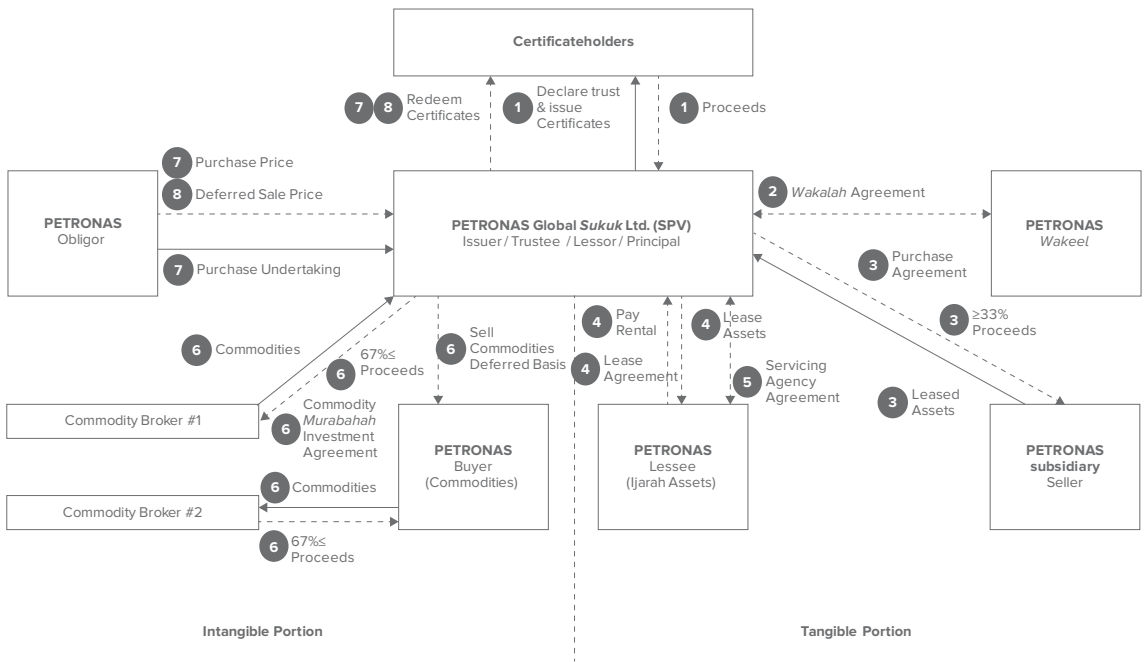 Certificateholders
7 8 Redeem
Certificates
1 Declare trust
& issue
Certificates
1 Proceeds
7 Purchase Price
8 Deferred Sale Price
PETRONAS
Obligor
7 Purchase Undertaking
PETRONAS Global Sukuk Ltd. (SPV)
Issuer / Trustee / Lessor / Principal
2 Wakalah Agreement
PETRONAS
Wakeel
3 Purchase
Agreement
3 ≥33%
Proceeds
3 Leased
Assets
6 Commodities
6 67%≤
Proceeds
6 Sell
Commodities
Deferred Basis
4 Pay
Rental
4 Lease
Agreement
4 Lease
Assets
5 Servicing
Agency
Agreement
Commodity Broker #1
6 Commodity
Murabahah
Investment
Agreement
PETRONAS
Buyer
(Commodities)
PETRONAS
Lessee
(Ijarah Assets)
PETRONAS
subsidiary
Seller
6 Commodities
Commodity Broker #2
6 67%≤
Proceeds
Intangible Portion
Tangible Portion